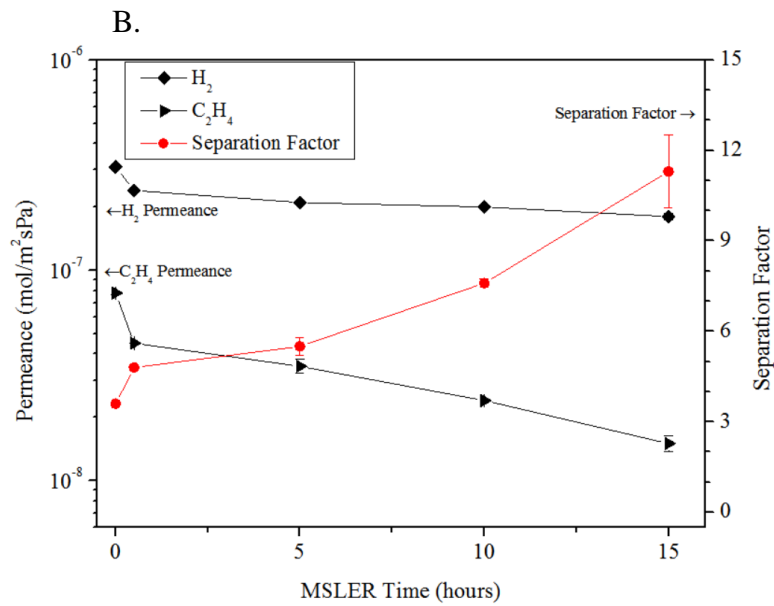 B.
H₂
C₂H₄
Separation Factor
Separation Factor →
←H₂ Permeance
←C₂H₄ Permeance
10⁻⁶
10⁻⁷
10⁻⁸
Permeance (mol/m²sPa)
15
12
9
6
3
0
Separation Factor
0 5 10 15
MSLER Time (hours)